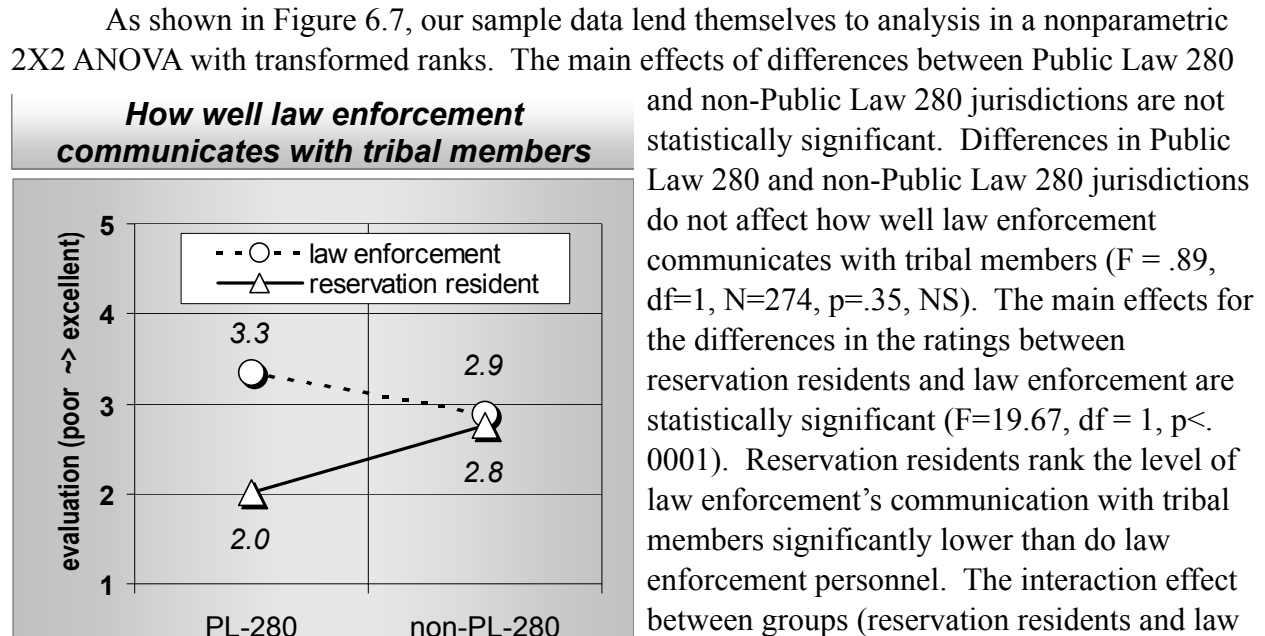 As shown in Figure 6.7, our sample data lend themselves to analysis in a nonparametric
2X2 ANOVA with transformed ranks.  The main effects of differences between Public Law 280
How well law enforcement
communicates with tribal members
evaluation (poor ~> excellent)
5
4
3
2
1
law enforcement
reservation resident
3.3
2.9
2.8
2.0
PL-280
non-PL-280
and non-Public Law 280 jurisdictions are not
statistically significant.  Differences in Public
Law 280 and non-Public Law 280 jurisdictions
do not affect how well law enforcement
communicates with tribal members (F = .89,
df=1, N=274, p=.35, NS).  The main effects for
the differences in the ratings between
reservation residents and law enforcement are
statistically significant (F=19.67, df = 1, p<.
0001).  Reservation residents rank the level of
law enforcement’s communication with tribal
members significantly lower than do law
enforcement personnel.  The interaction effect
between groups (reservation residents and law